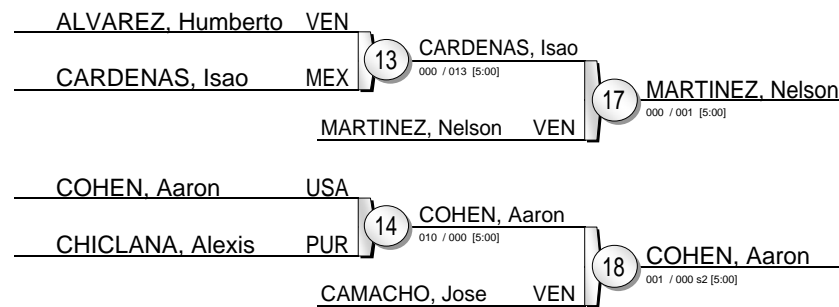 ALVAREZ, Humberto VEN
13 CARDENAS, Isao
000 / 013 [5:00]
CARDENAS, Isao MEX
17 MARTINEZ, Nelson
000 / 001 [5:00]
MARTINEZ, Nelson VEN
COHEN, Aaron USA
14 COHEN, Aaron
010 / 000 [5:00]
CHICLANA, Alexis PUR
18 COHEN, Aaron
001 / 000 s2 [5:00]
CAMACHO, Jose VEN